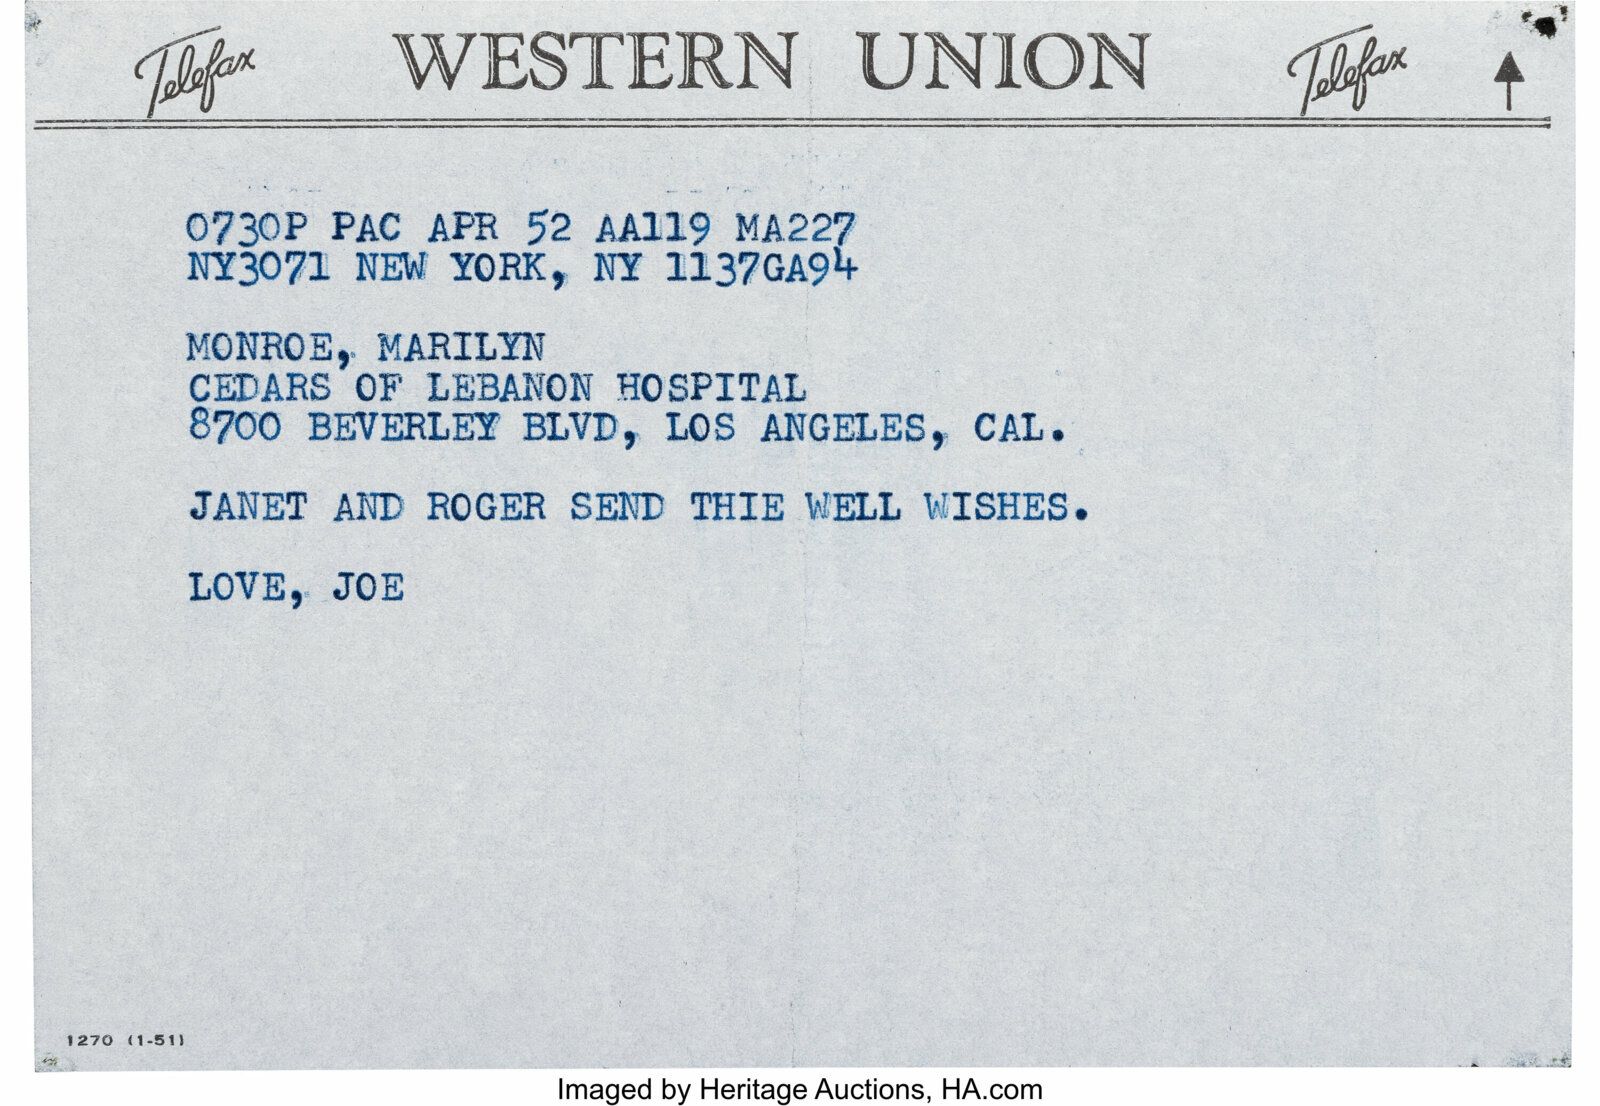 Telefax WESTERN UNION Telefax
0730P PAC APR 52 AA119 MA227
NY3071 NEW YORK, NY 1137GA94
MONROE, MARILYN
CEDARS OF LEBANON HOSPITAL
8700 BEVERLEY BLVD, LOS ANGELES, CAL.
JANET AND ROGER SEND THIE WELL WISHES.
LOVE, JOE
1270 (1-51)
Imaged by Heritage Auctions, HA.com